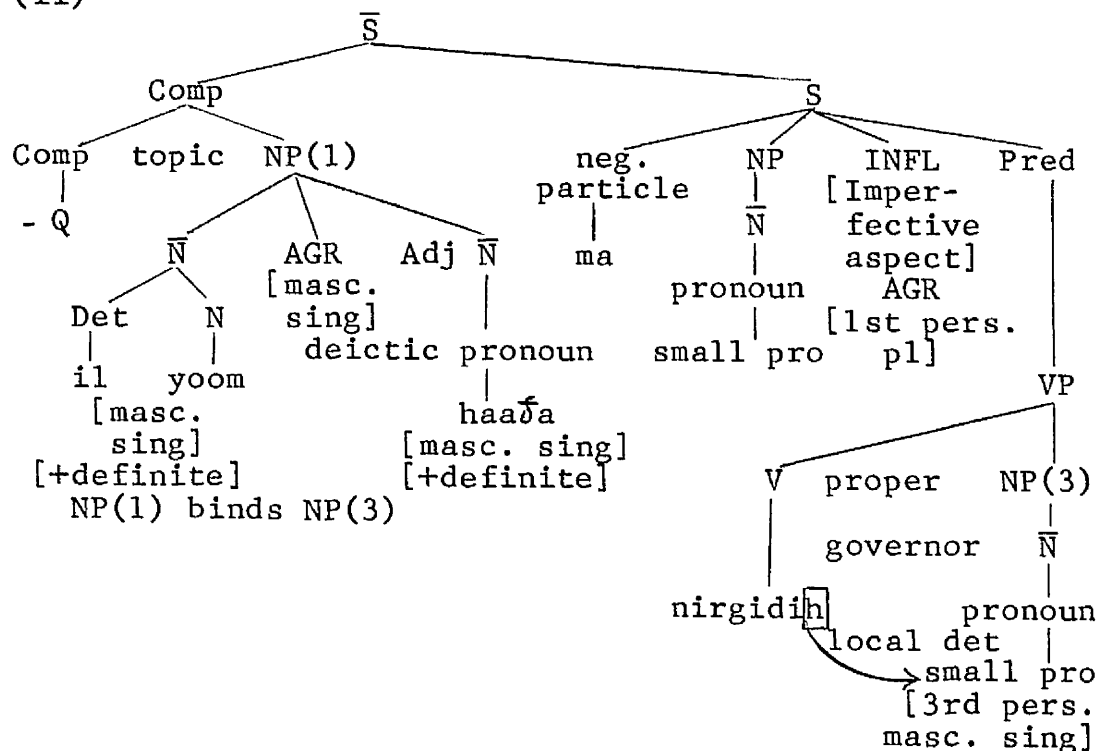 (ii)
S̄
Comp S
Comp topic NP(1) neg. particle NP INFL Pred
- Q N̄ AGR Adj N̄ ma N̄ [Imper-
[masc. sing] fective
Det N pronoun aspect]
AGR
il yoom deictic pronoun small pro [1st pers.
pl]
[masc. haaʤa VP
sing] [masc. sing]
[+definite] [+definite] V proper NP(3)
NP(1) binds NP(3)
governor N̄
nirgidih pronoun
local det
small pro
[3rd pers.
masc. sing]